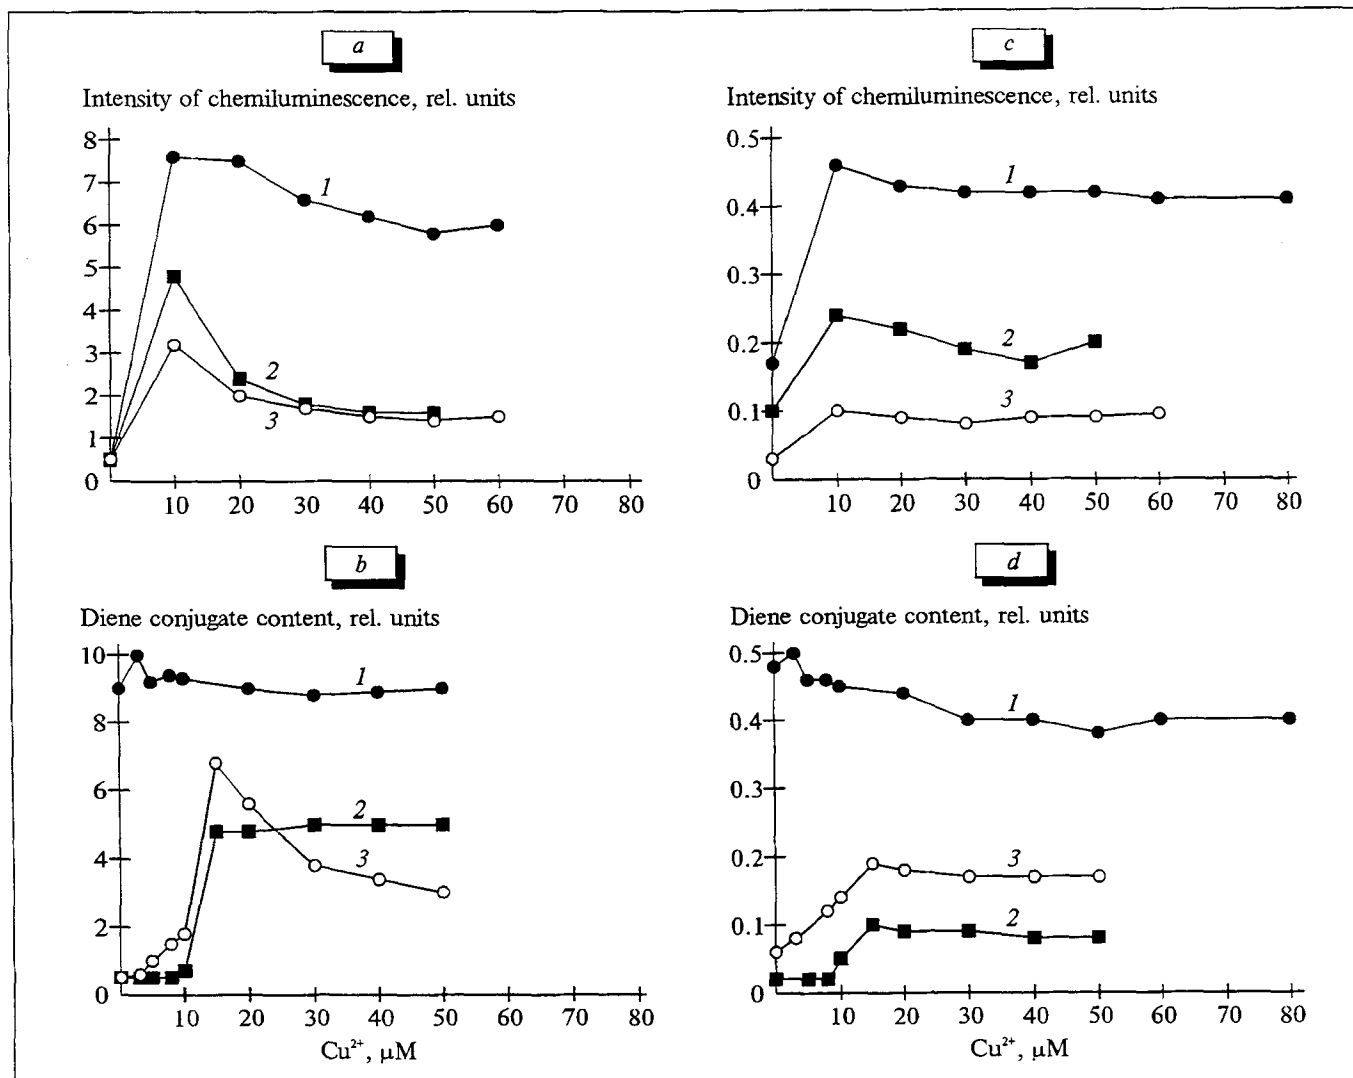 a
Intensity of chemiluminescence, rel. units
8
7
6
5
4
3
2
1
0
1
2
3
10 20 30 40 50 60 70 80
c
Intensity of chemiluminescence, rel. units
0.5
0.4
0.3
0.2
0.1
0
1
2
3
10 20 30 40 50 60 70 80
b
Diene conjugate content, rel. units
10
8
6
4
2
0
1
2
3
10 20 30 40 50 60 70 80
Cu²⁺, μM
d
Diene conjugate content, rel. units
0.5
0.4
0.3
0.2
0.1
0
1
3
2
10 20 30 40 50 60 70 80
Cu²⁺, μM